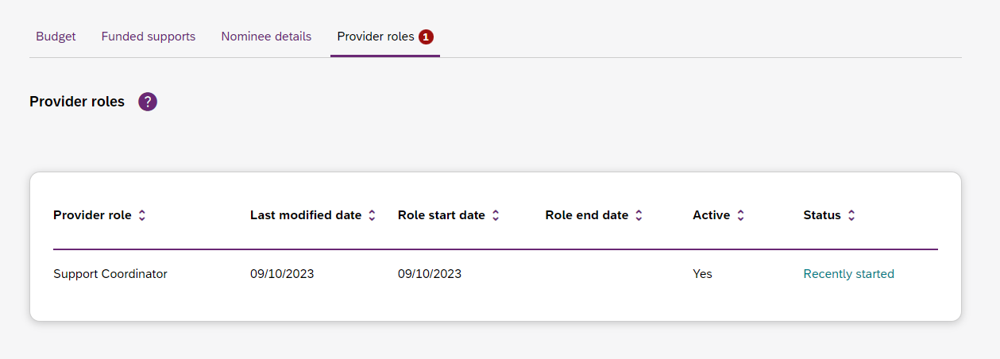 Budget Funded supports Nominee details Provider roles 1
Provider roles ?
Provider role Last modified date Role start date Role end date Active Status
Support Coordinator 09/10/2023 09/10/2023 Yes Recently started